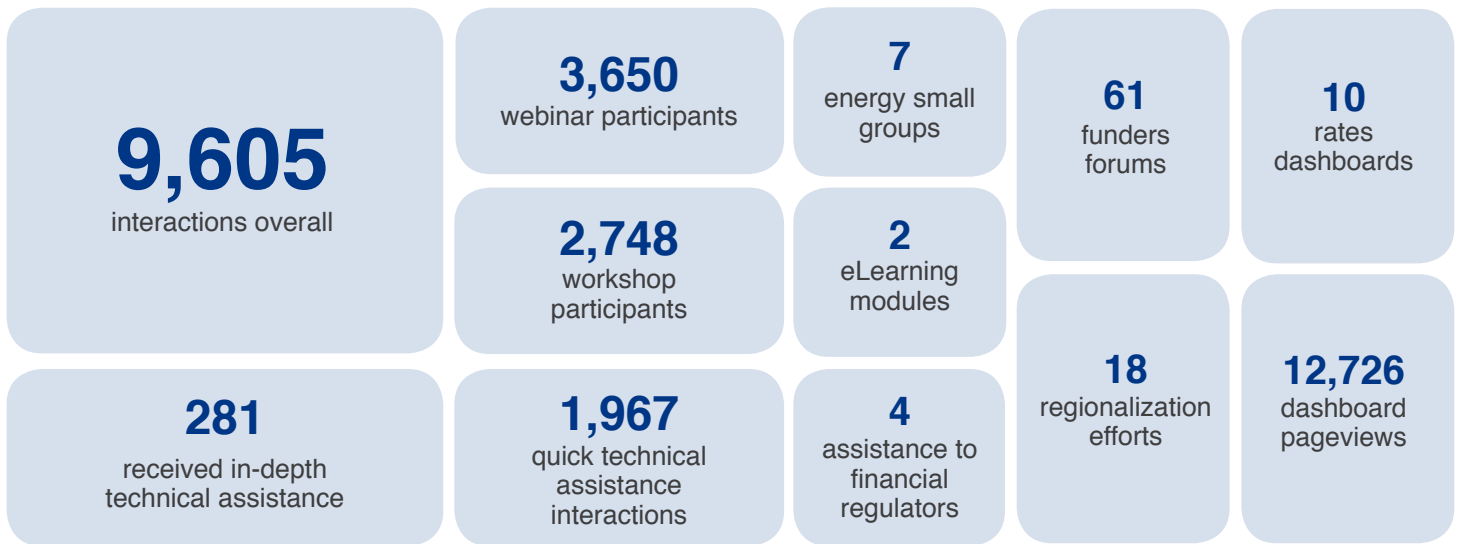 9,605
interactions overall
281
received in-depth
technical assistance
3,650
webinar participants
2,748
workshop
participants
1,967
quick technical
assistance
interactions
7
energy small
groups
2
eLearning
modules
4
assistance to
financial
regulators
61
funders
forums
18
regionalization
efforts
10
rates
dashboards
12,726
dashboard
pageviews